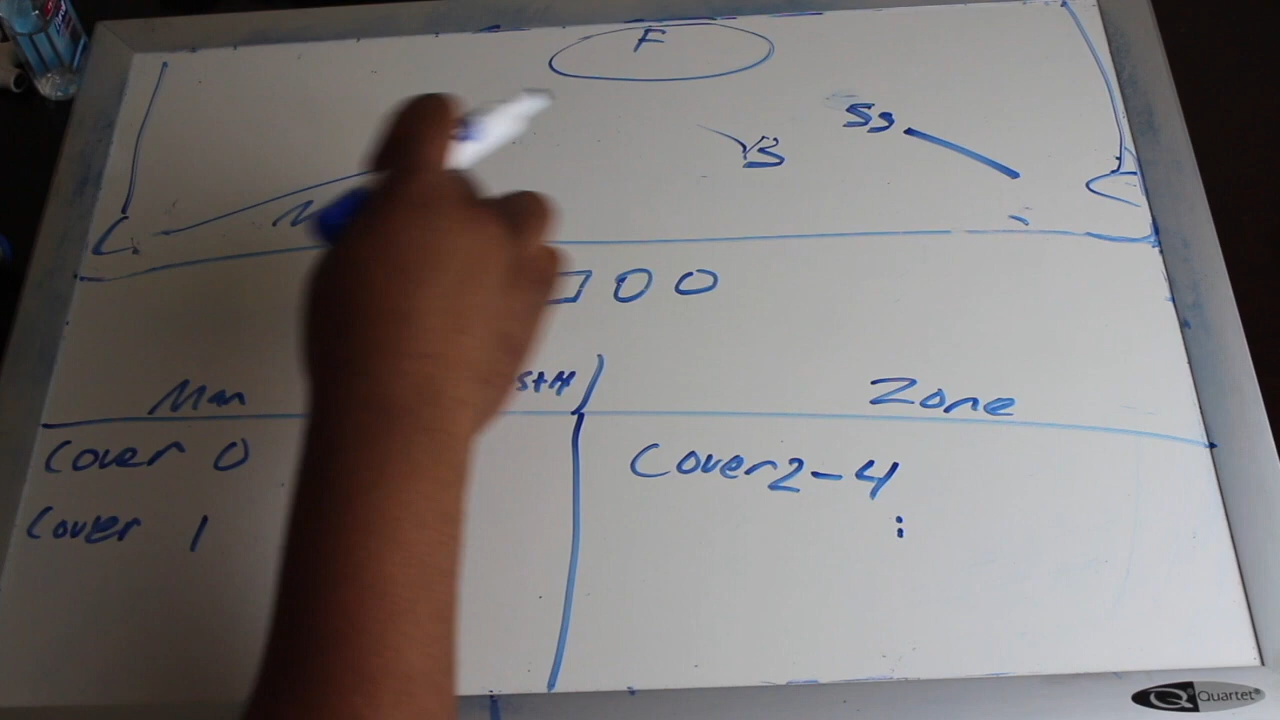 F
SS
B
C
O O
Man
Zone
Cover 0
Cover 2-4
Cover 1
Quartet